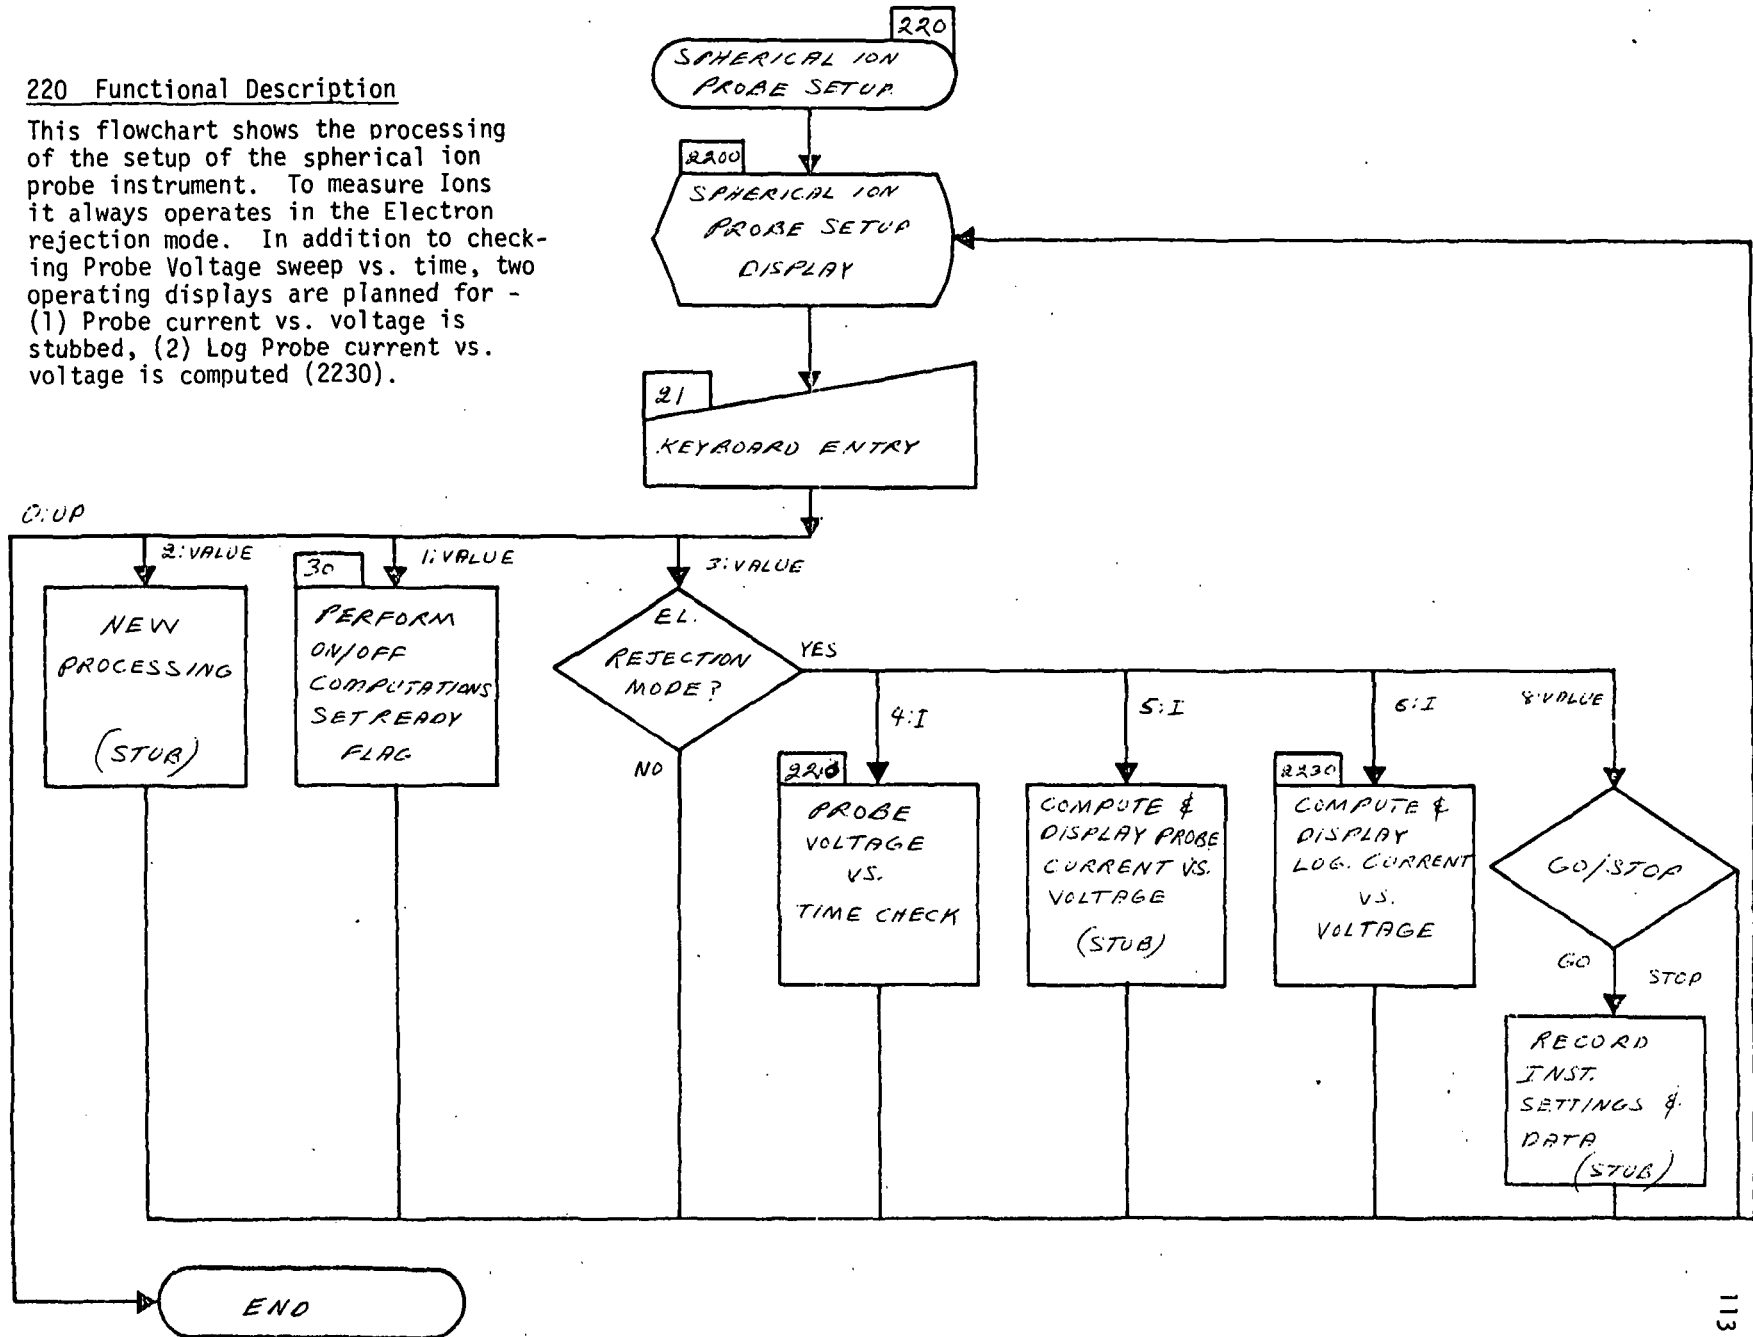 220
SPHERICAL ION
PROBE SETUP
220 Functional Description
This flowchart shows the processing
of the setup of the spherical ion
probe instrument. To measure Ions
it always operates in the Electron
rejection mode. In addition to check-
ing Probe Voltage sweep vs. time, two
operating displays are planned for -
(1) Probe current vs. voltage is
stubbed, (2) Log Probe current vs.
voltage is computed (2230).
2200
SPHERICAL ION
PROBE SETUP
DISPLAY
21
KEYBOARD ENTRY
0:UP
2:VALUE
1:VALUE
3:VALUE
NEW
PROCESSING
(STUB)
30
PERFORM
ON/OFF
COMPUTATIONS
SET READY
FLAG
EL.
REJECTION
MODE?
YES
NO
4:I
5:I
6:I
8:VALUE
PROBE
VOLTAGE
VS.
TIME CHECK
COMPUTE &
DISPLAY PROBE
CURRENT VS.
VOLTAGE
(STUB)
2230
COMPUTE &
DISPLAY
LOG. CURRENT
VS.
VOLTAGE
GO/STOP
GO
STOP
RECORD
INST.
SETTINGS &
DATA
(STUB)
END
113